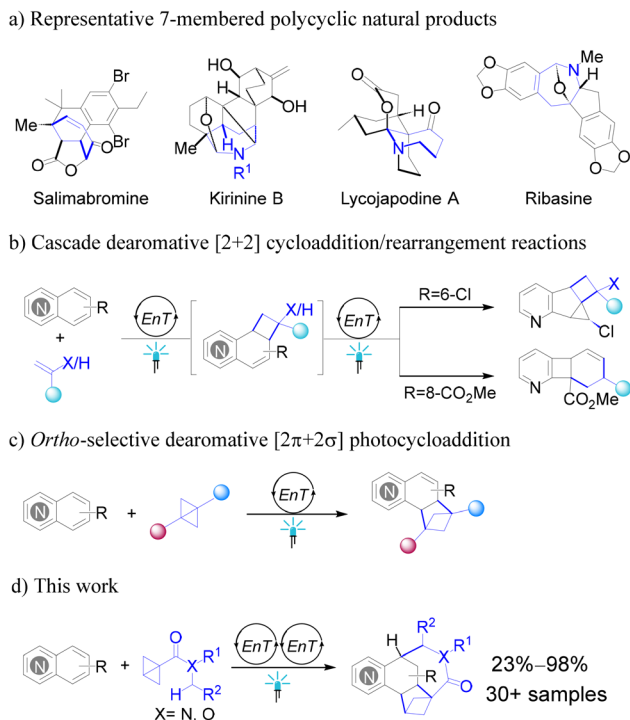 a) Representative 7-membered polycyclic natural products
Br
Me
Br
O
O
O
Salimabromine
OH
H
OH
O
Me
H
N
R¹
Kirinine B
O
O
H
O
N
Lycojapodine A
O
O
N
Me
H
O
O
O
Ribasine
b) Cascade dearomative [2+2] cycloaddition/rearrangement reactions
N
R
+
X/H
EnT
N
X/H
R
EnT
R=6-Cl
R=8-CO₂Me
X
N
Cl
N
CO₂Me
c) Ortho-selective dearomative [2π+2σ] photocycloaddition
N
R
+
EnT
N
R
d) This work
N
R
+
O
R¹
X
H
R²
X= N, O
EnT
EnT
R²
H
R¹
X
R
N
O
23%–98%
30+ samples